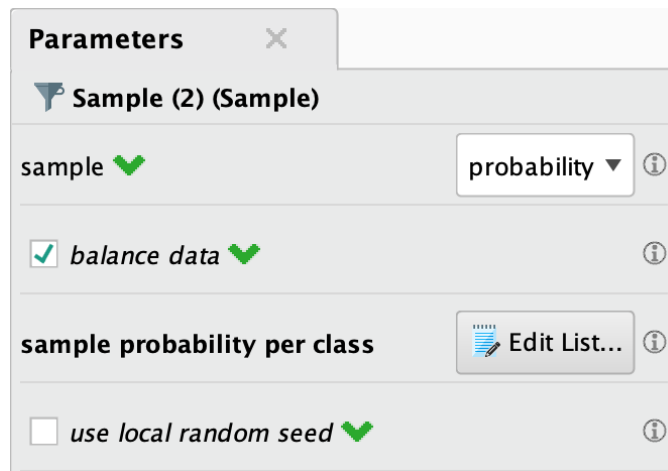 Parameters
Sample (2) (Sample)
sample probability
balance data
sample probability per class Edit List...
use local random seed